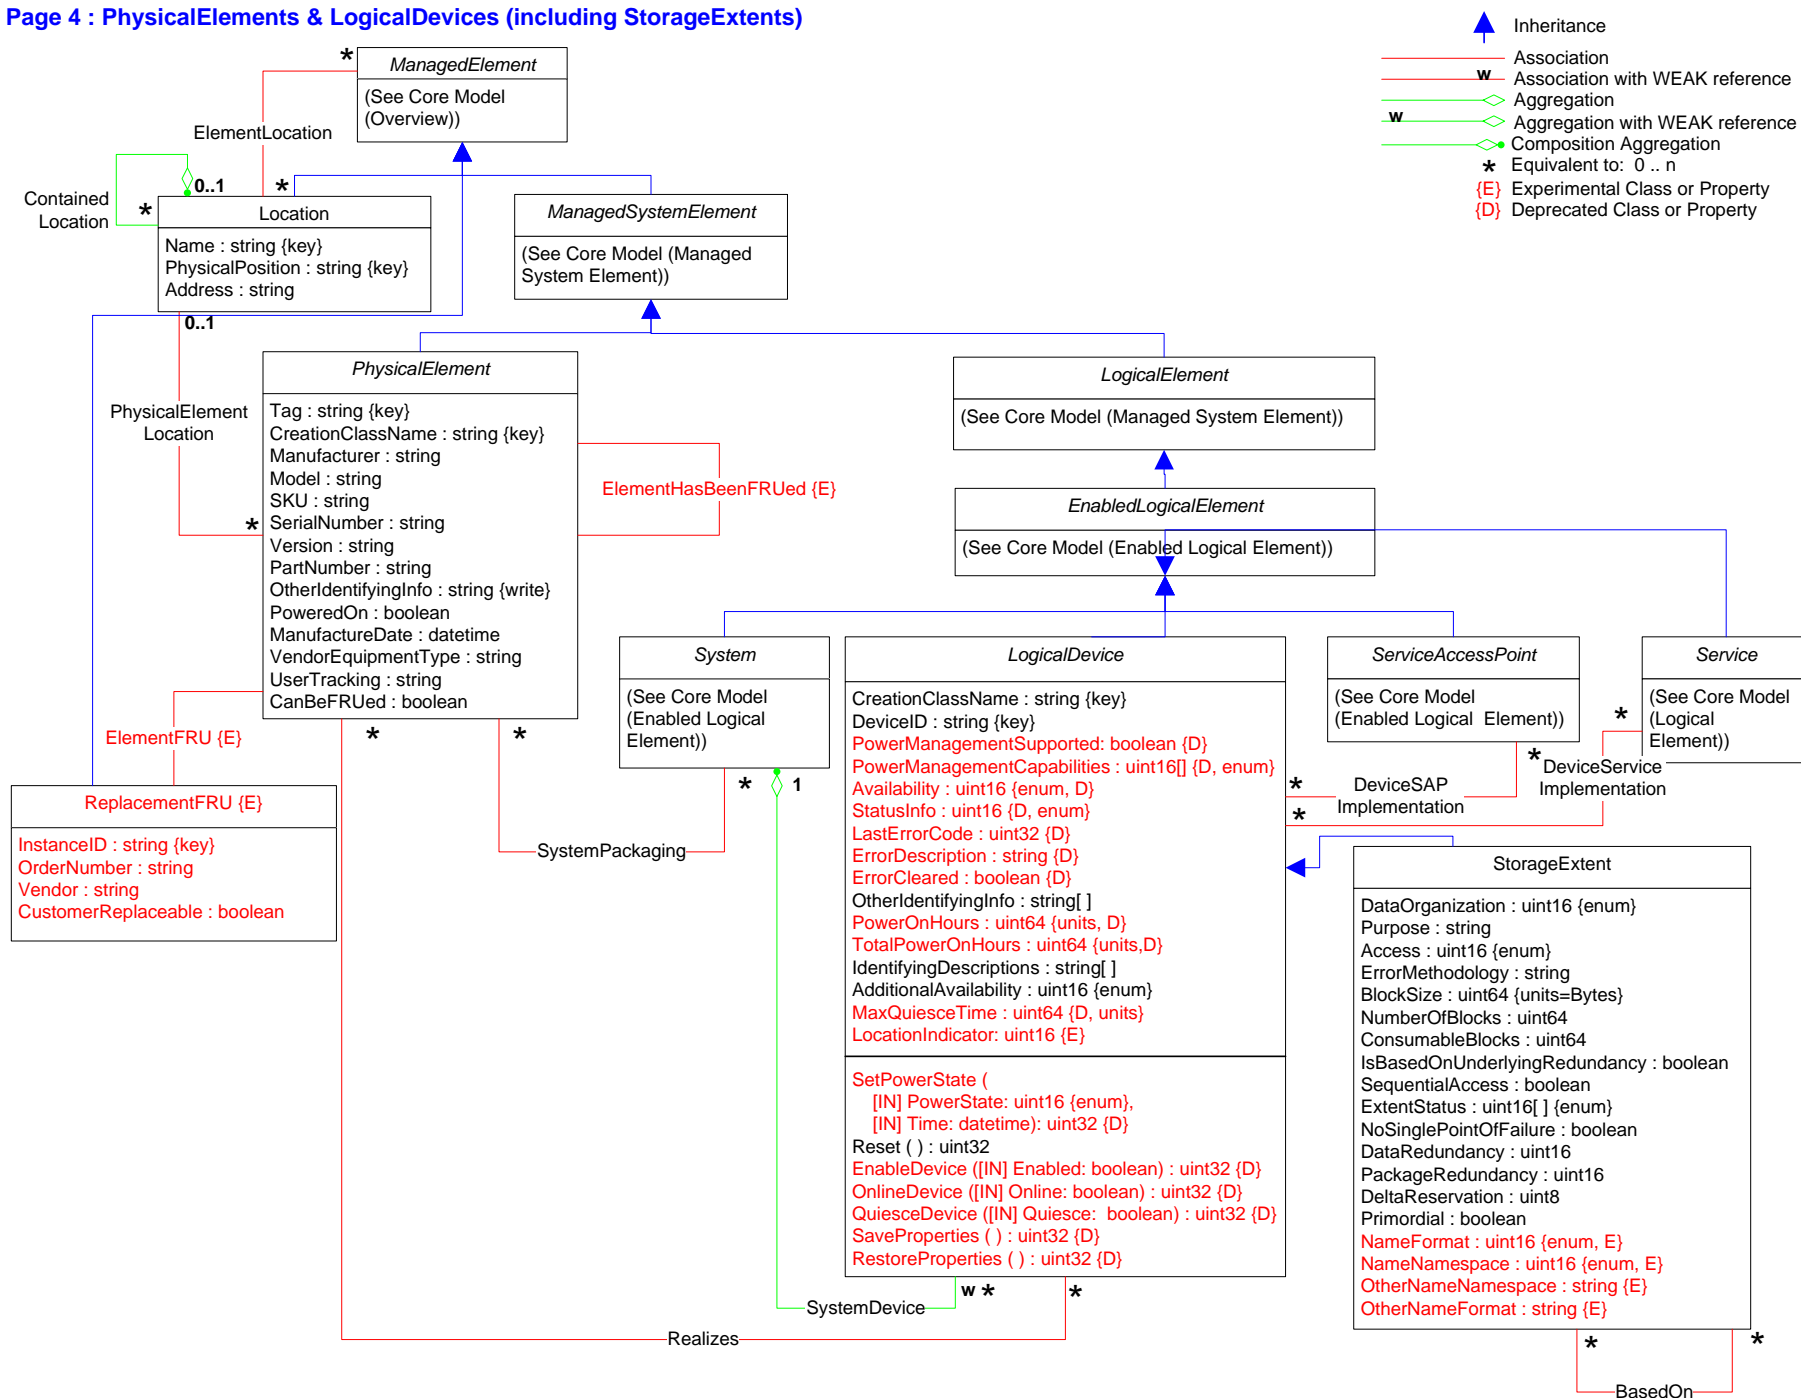 Page 4 : PhysicalElements & LogicalDevices (including StorageExtents)
Inheritance
Association
w
Association with WEAK reference
Aggregation
w
Aggregation with WEAK reference
Composition Aggregation
* Equivalent to: 0 .. n
{E} Experimental Class or Property
{D} Deprecated Class or Property
*
ManagedElement
(See Core Model
(Overview))
ElementLocation
Contained
Location
0..1
*
*
Location
Name : string {key}
PhysicalPosition : string {key}
Address : string
0..1
ManagedSystemElement
(See Core Model (Managed
System Element))
PhysicalElement
Location
*
PhysicalElement
Tag : string {key}
CreationClassName : string {key}
Manufacturer : string
Model : string
SKU : string
SerialNumber : string
Version : string
PartNumber : string
OtherIdentifyingInfo : string {write}
PoweredOn : boolean
ManufactureDate : datetime
VendorEquipmentType : string
UserTracking : string
CanBeFRUed : boolean
ElementHasBeenFRUed {E}
LogicalElement
(See Core Model (Managed System Element))
EnabledLogicalElement
(See Core Model (Enabled Logical Element))
ElementFRU {E}
*
*
ReplacementFRU {E}
InstanceID : string {key}
OrderNumber : string
Vendor : string
CustomerReplaceable : boolean
System
(See Core Model
(Enabled Logical
Element))
*
1
SystemPackaging
LogicalDevice
CreationClassName : string {key}
DeviceID : string {key}
PowerManagementSupported: boolean {D}
PowerManagementCapabilities : uint16[] {D, enum}
Availability : uint16 {enum, D}
StatusInfo : uint16 {D, enum}
LastErrorCode : uint32 {D}
ErrorDescription : string {D}
ErrorCleared : boolean {D}
OtherIdentifyingInfo : string[ ]
PowerOnHours : uint64 {units, D}
TotalPowerOnHours : uint64 {units,D}
IdentifyingDescriptions : string[ ]
AdditionalAvailability : uint16 {enum}
MaxQuiesceTime : uint64 {D, units}
LocationIndicator: uint16 {E}
SetPowerState (
[IN] PowerState: uint16 {enum},
[IN] Time: datetime): uint32 {D}
Reset ( ) : uint32
EnableDevice ([IN] Enabled: boolean) : uint32 {D}
OnlineDevice ([IN] Online: boolean) : uint32 {D}
QuiesceDevice ([IN] Quiesce: boolean) : uint32 {D}
SaveProperties ( ) : uint32 {D}
RestoreProperties ( ) : uint32 {D}
ServiceAccessPoint
(See Core Model
(Enabled Logical Element))
*
Service
(See Core Model
(Logical
Element))
*
*
DeviceSAP
Implementation
*
DeviceService
Implementation
StorageExtent
DataOrganization : uint16 {enum}
Purpose : string
Access : uint16 {enum}
ErrorMethodology : string
BlockSize : uint64 {units=Bytes}
NumberOfBlocks : uint64
ConsumableBlocks : uint64
IsBasedOnUnderlyingRedundancy : boolean
SequentialAccess : boolean
ExtentStatus : uint16[ ] {enum}
NoSinglePointOfFailure : boolean
DataRedundancy : uint16
PackageRedundancy : uint16
DeltaReservation : uint8
Primordial : boolean
NameFormat : uint16 {enum, E}
NameNamespace : uint16 {enum, E}
OtherNameNamespace : string {E}
OtherNameFormat : string {E}
w *
*
SystemDevice
Realizes
*
*
BasedOn